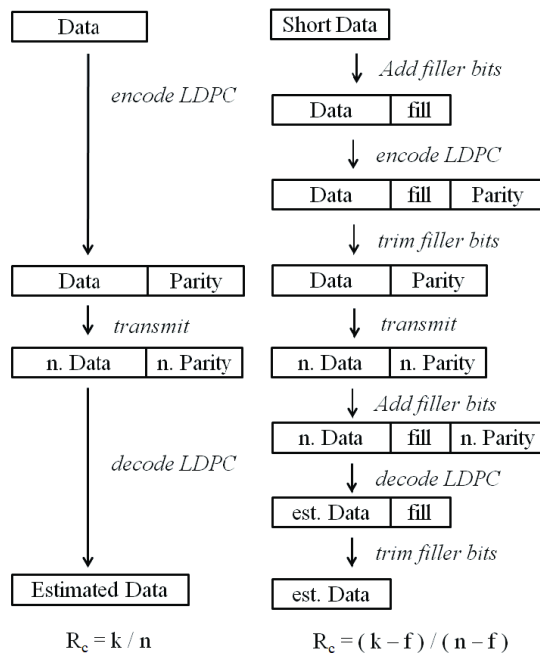 Data
encode LDPC
Data Parity
transmit
n. Data n. Parity
decode LDPC
Estimated Data
R_c = k / n
Short Data
Add filler bits
Data fill
encode LDPC
Data fill Parity
trim filler bits
Data Parity
transmit
n. Data n. Parity
Add filler bits
n. Data fill n. Parity
decode LDPC
est. Data fill
trim filler bits
est. Data
R_c = ( k – f ) / ( n – f )